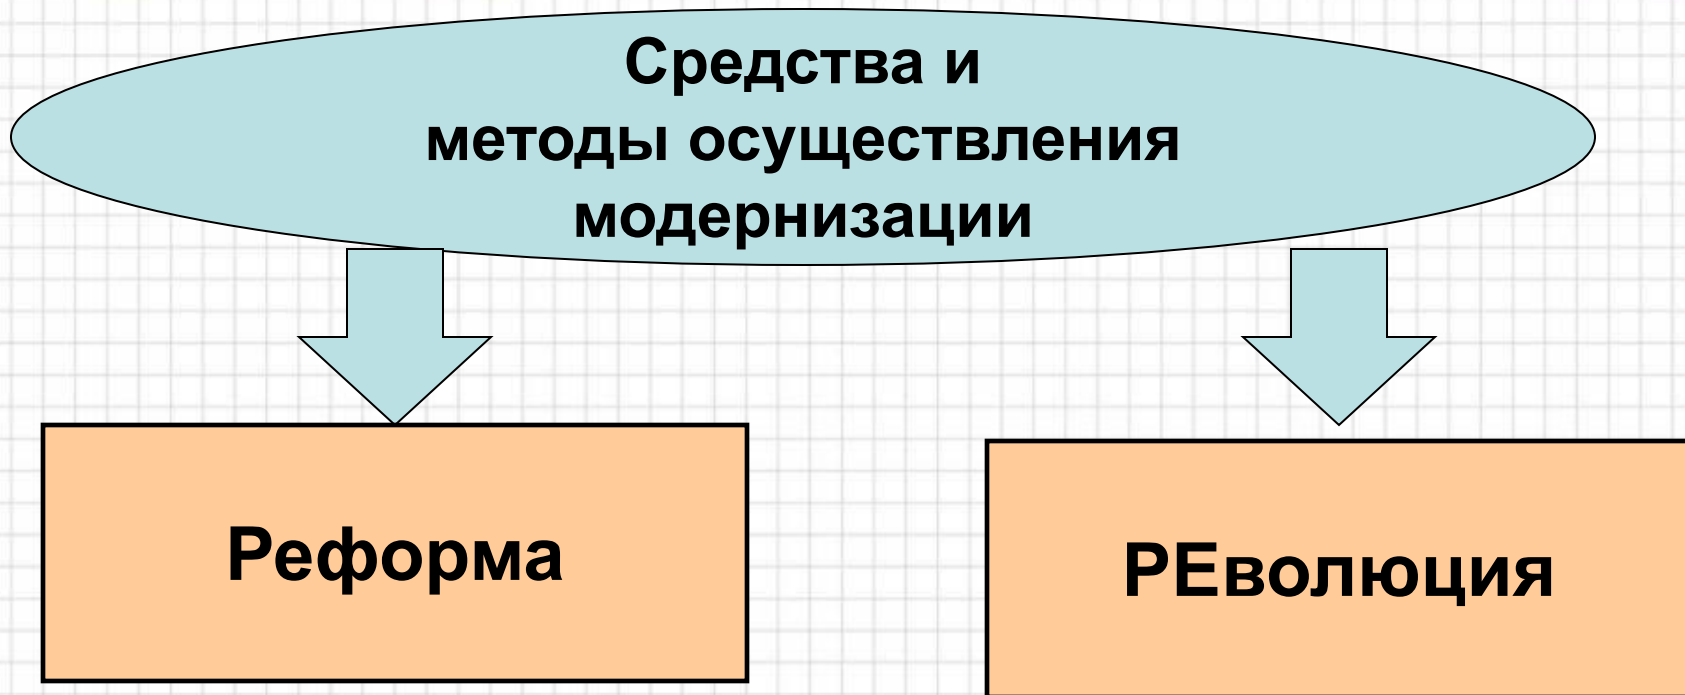 Средства и
методы осуществления
модернизации
Реформа
РЕволюция